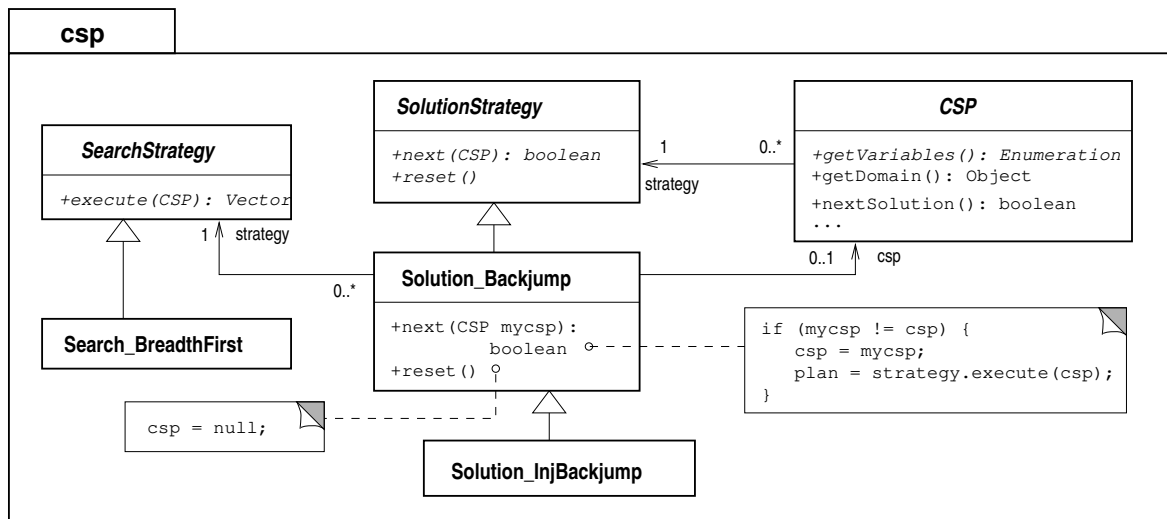 csp
SearchStrategy
+execute(CSP): Vector
1
strategy
0..*
Search_BreadthFirst
SolutionStrategy
+next(CSP): boolean
+reset()
1
0..*
strategy
CSP
+getVariables(): Enumeration
+getDomain(): Object
+nextSolution(): boolean
...
0..1
csp
Solution_Backjump
+next(CSP mycsp):
boolean
+reset()
if (mycsp != csp) {
csp = mycsp;
plan = strategy.execute(csp);
}
csp = null;
Solution_InjBackjump